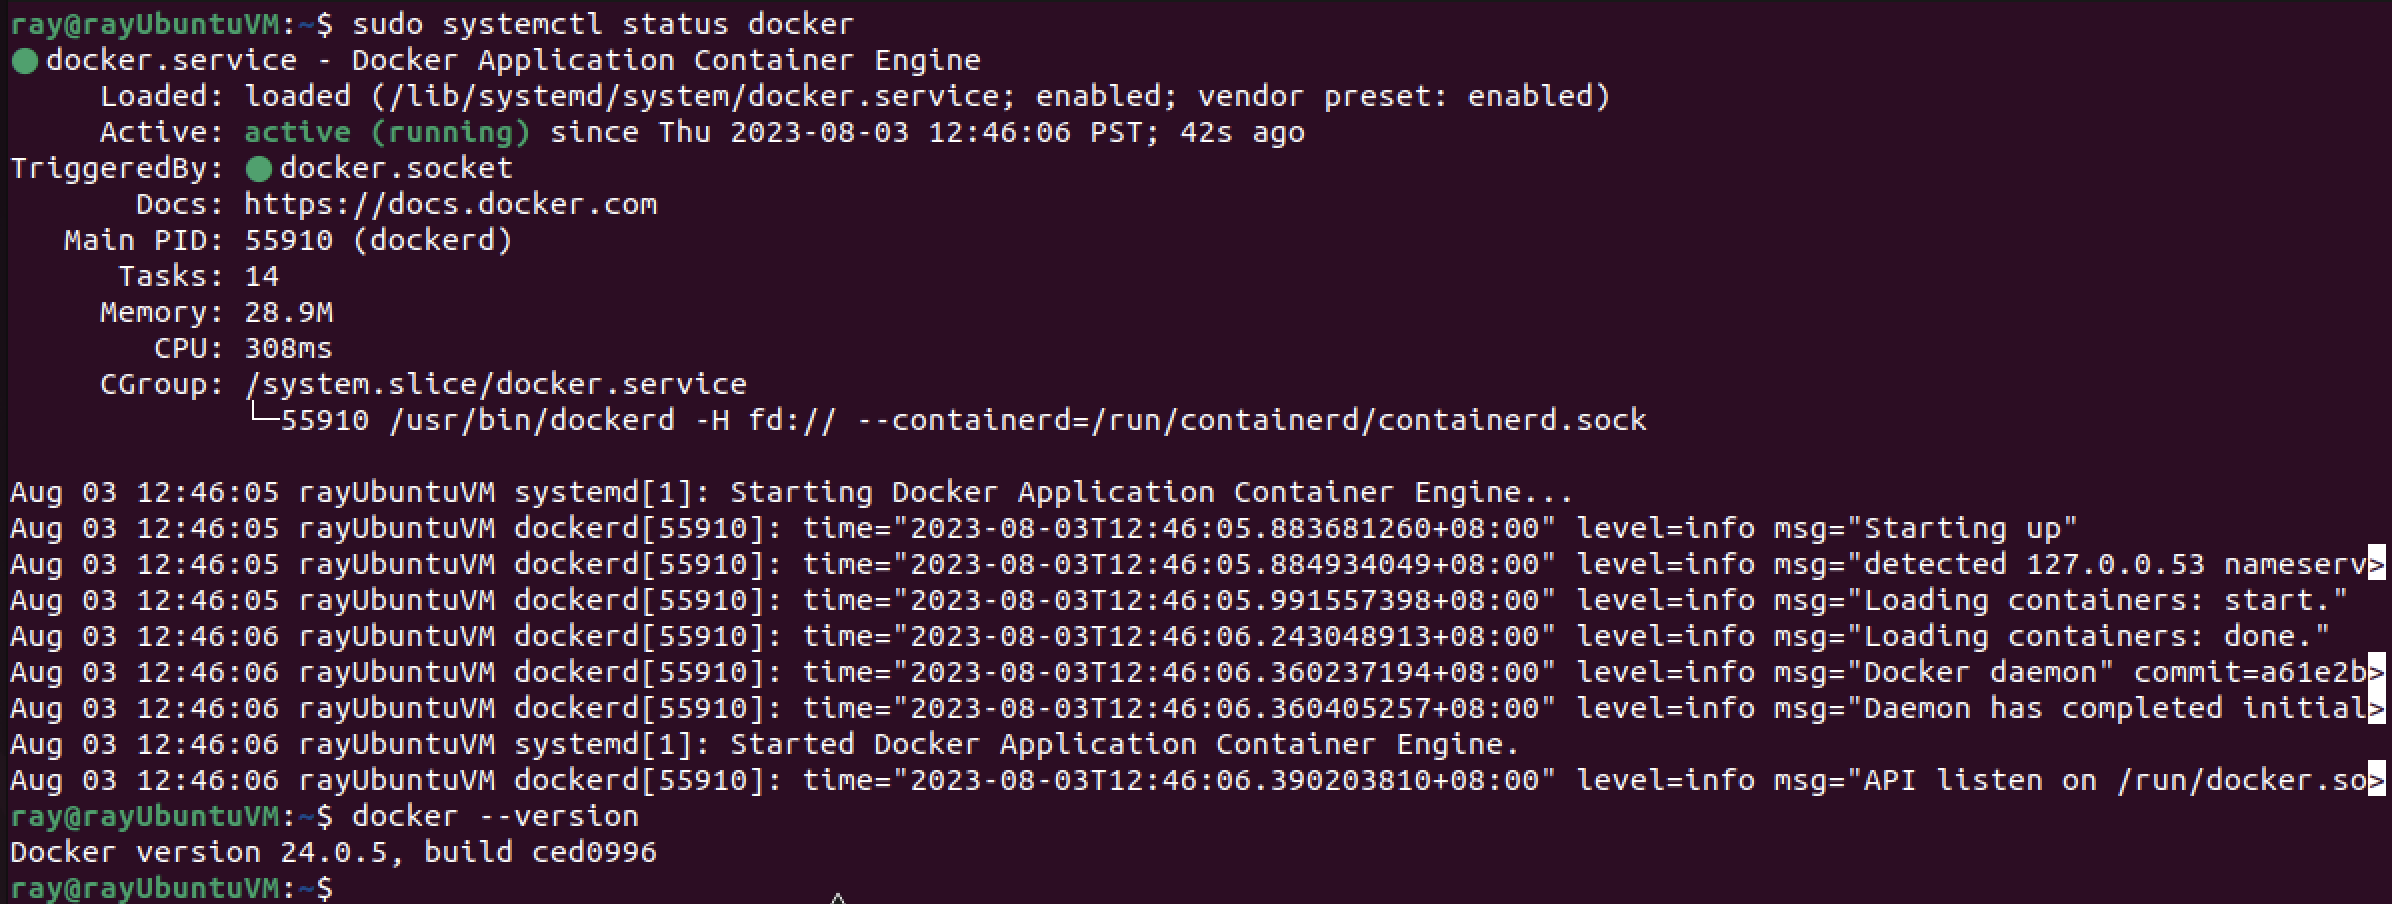 ray@rayUbuntuVM:~$ sudo systemctl status docker
docker.service - Docker Application Container Engine
Loaded: loaded (/lib/systemd/system/docker.service; enabled; vendor preset: enabled)
Active: active (running) since Thu 2023-08-03 12:46:06 PST; 42s ago
TriggeredBy: ● docker.socket
Docs: https://docs.docker.com
Main PID: 55910 (dockerd)
Tasks: 14
Memory: 28.9M
CPU: 308ms
CGroup: /system.slice/docker.service
└─55910 /usr/bin/dockerd -H fd:// --containerd=/run/containerd/containerd.sock
Aug 03 12:46:05 rayUbuntuVM systemd[1]: Starting Docker Application Container Engine...
Aug 03 12:46:05 rayUbuntuVM dockerd[55910]: time="2023-08-03T12:46:05.883681260+08:00" level=info msg="Starting up"
Aug 03 12:46:05 rayUbuntuVM dockerd[55910]: time="2023-08-03T12:46:05.884934049+08:00" level=info msg="detected 127.0.0.53 nameserv>
Aug 03 12:46:05 rayUbuntuVM dockerd[55910]: time="2023-08-03T12:46:05.991557398+08:00" level=info msg="Loading containers: start."
Aug 03 12:46:06 rayUbuntuVM dockerd[55910]: time="2023-08-03T12:46:06.243048913+08:00" level=info msg="Loading containers: done."
Aug 03 12:46:06 rayUbuntuVM dockerd[55910]: time="2023-08-03T12:46:06.360237194+08:00" level=info msg="Docker daemon" commit=a61e2b>
Aug 03 12:46:06 rayUbuntuVM dockerd[55910]: time="2023-08-03T12:46:06.360405257+08:00" level=info msg="Daemon has completed initial>
Aug 03 12:46:06 rayUbuntuVM systemd[1]: Started Docker Application Container Engine.
Aug 03 12:46:06 rayUbuntuVM dockerd[55910]: time="2023-08-03T12:46:06.390203810+08:00" level=info msg="API listen on /run/docker.so>
ray@rayUbuntuVM:~$ docker --version
Docker version 24.0.5, build ced0996
ray@rayUbuntuVM:~$